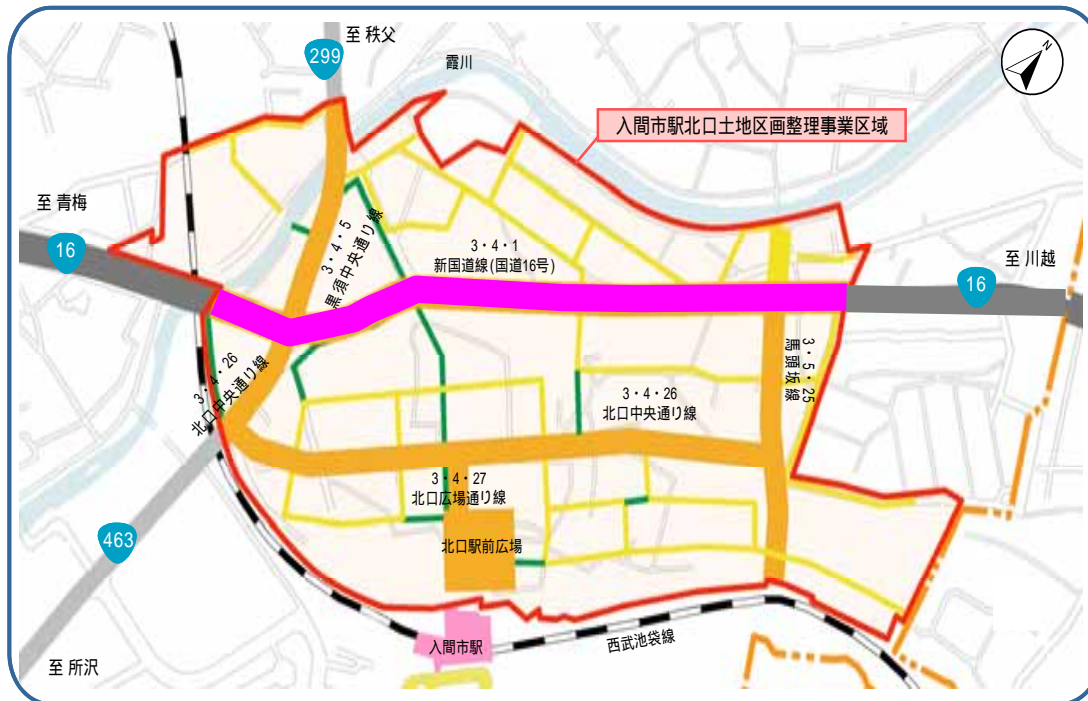 至 秩父
299
霞川
N
入間市駅北口土地区画整理事業区域
至 青梅
16
3・4・5
黒須中央通り線
3・4・1
新国道線(国道16号)
至 川越
16
3・4・26
北口中央通り線
3・5・25
馬頭坂線
3・4・26
北口中央通り線
3・4・27
北口広場通り線
463
北口駅前広場
入間市駅
西武池袋線
至 所沢